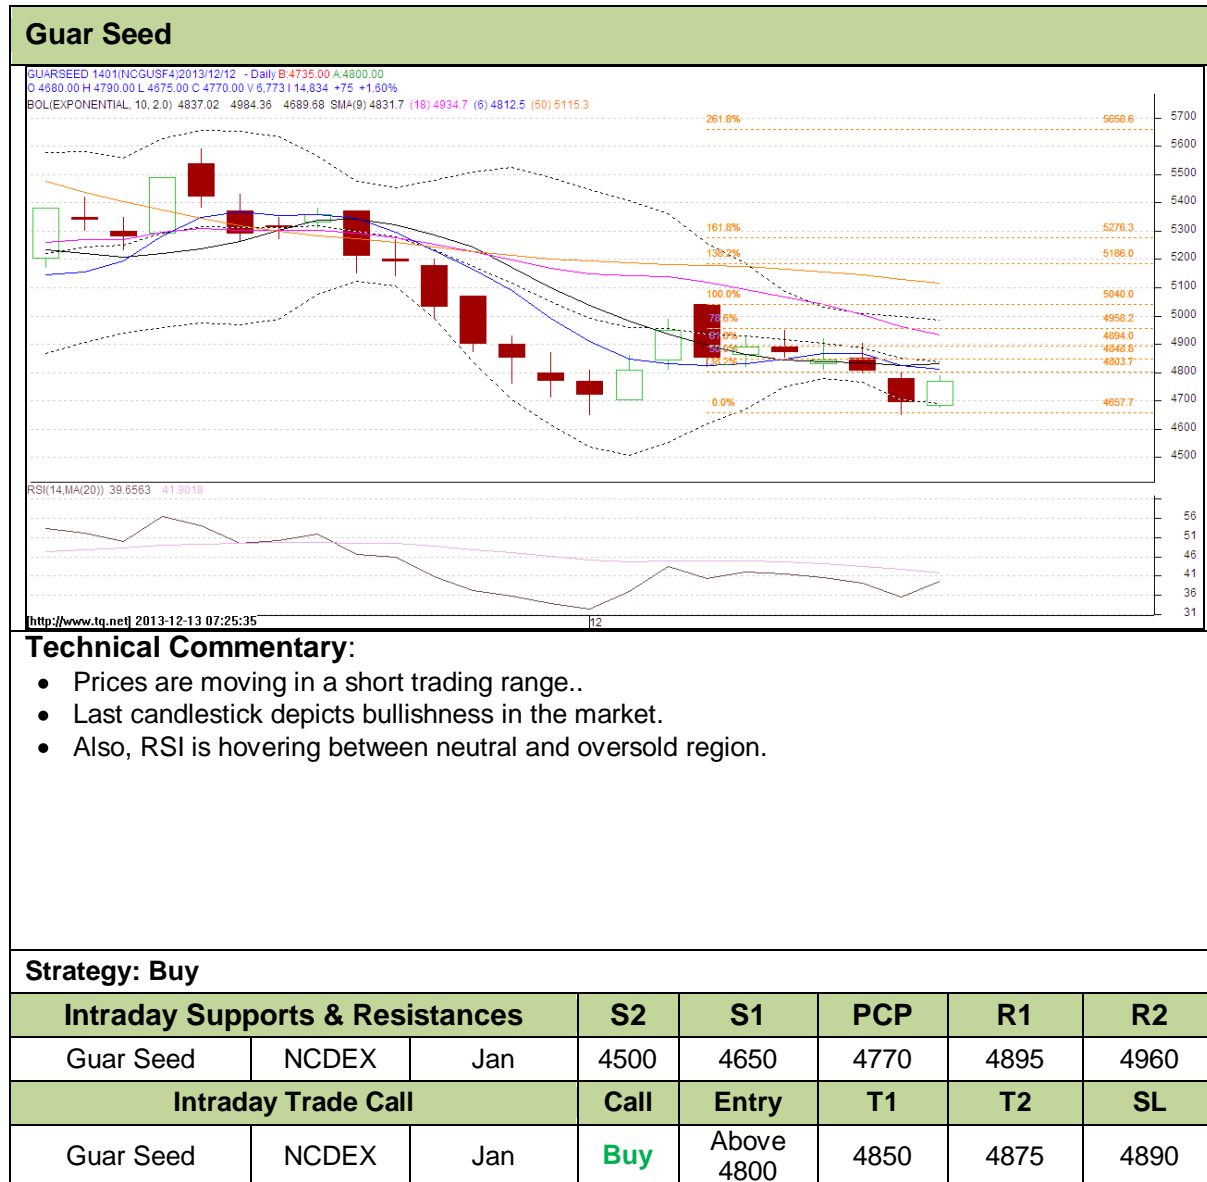 Guar Seed
GUARSEED 1401(NCGUSF4)2013/12/12 - Daily B:4735.00 A:4800.00
O 4680.00 H 4790.00 L 4675.00 C 4770.00 V 6,773 I 14,834 +75 +1.60%
BOL(EXPONENTIAL, 10, 2.0) 4837.02 4984.36 4689.68 SMA(9) 4831.7 (18) 4934.7 (6) 4812.5 (50) 5115.3
261.8% 5658.6
5700
5600
5500
5400
5300
161.8% 5276.3
5200
138.2% 5186.0
5100
100.0% 5040.0
5000
78.6% 4958.2
4900
4894.0
4848.8
4803.7
4800
0.0% 4657.7
4700
4600
4500
RSI(14,MA(20)) 39.6563 41.9018
56
51
46
41
36
31
[http://www.tq.net] 2013-12-13 07:25:35
12
Technical Commentary:
• Prices are moving in a short trading range..
• Last candlestick depicts bullishness in the market.
• Also, RSI is hovering between neutral and oversold region.
Strategy: Buy
Intraday Supports & Resistances S2 S1 PCP R1 R2
Guar Seed NCDEX Jan 4500 4650 4770 4895 4960
Intraday Trade Call Call Entry T1 T2 SL
Guar Seed NCDEX Jan Buy Above 4800 4850 4875 4890